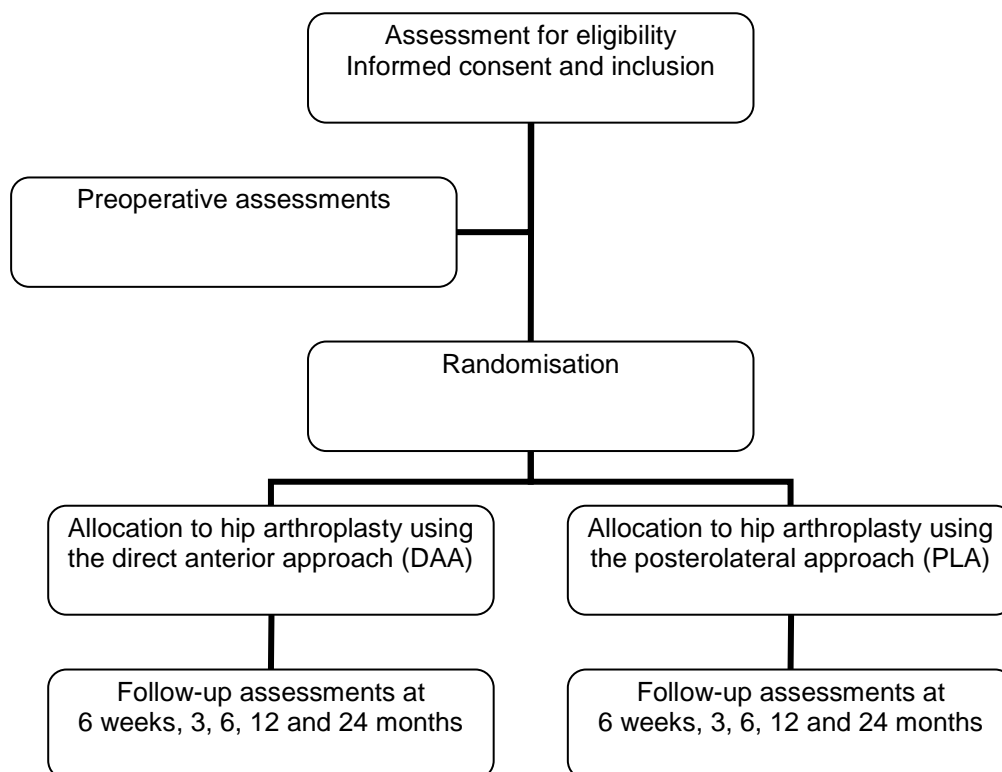 Assessment for eligibility
Informed consent and inclusion
Preoperative assessments
Randomisation
Allocation to hip arthroplasty using
the direct anterior approach (DAA)
Allocation to hip arthroplasty using
the posterolateral approach (PLA)
Follow-up assessments at
6 weeks, 3, 6, 12 and 24 months
Follow-up assessments at
6 weeks, 3, 6, 12 and 24 months